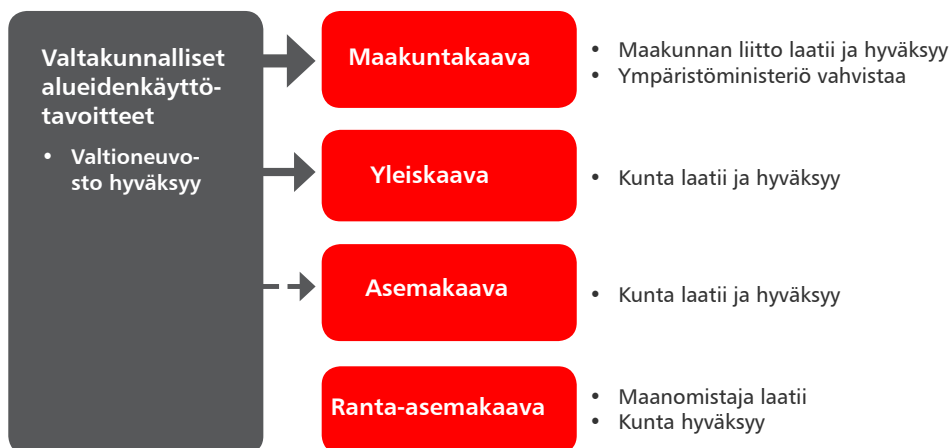 Valtakunnalliset
alueidenkäyttö-
tavoitteet
• Valtioneuvo-
sto hyväksyy
Maakuntakaava
• Maakunnan liitto laatii ja hyväksyy
• Ympäristöministeriö vahvistaa
Yleiskaava
• Kunta laatii ja hyväksyy
Asemakaava
• Kunta laatii ja hyväksyy
Ranta-asemakaava
• Maanomistaja laatii
• Kunta hyväksyy